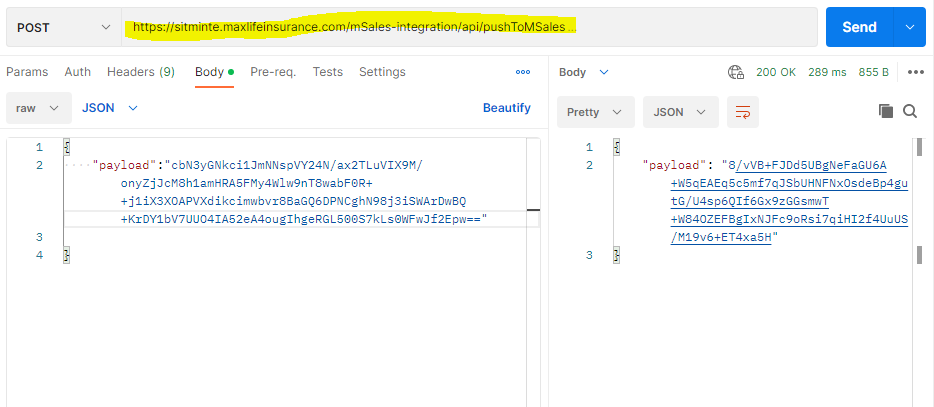 POST https://sitminte.maxlifeinsurance.com/mSales-integration/api/pushToMSales ... Send
Params Auth Headers (9) Body Pre-req. Tests Settings
raw JSON Beautify
1 {
2 "payload":"cbN3yGNkci1JmNNspVY24N/ax2TLuVIX9M/
onyZjJcM8h1amHRA5FMy4Wlw9nT8wabF0R+
+j1iX3XOAPVXdikcimwbvr8BaGQ6DPNCghN98j3iSWArDwBQ
+KrDY1bV7UUO4IA52eA4ougIhgeRGL500S7kLs0WFwJf2Epw=="
3
4 }
Body 200 OK 289 ms 855 B
Pretty JSON
1 {
2 "payload": "8/vVB+FJDd5UBgNeFaGU6A
+W5qEAEq5c5mf7qJSbUHNFNxOsdeBp4gu
tG/U4sp6QIf6Gx9zGGsmwT
+W84OZEFBgIxNJFc9oRsi7qiHI2f4UuUS
/M19v6+ET4xa5H"
3 }